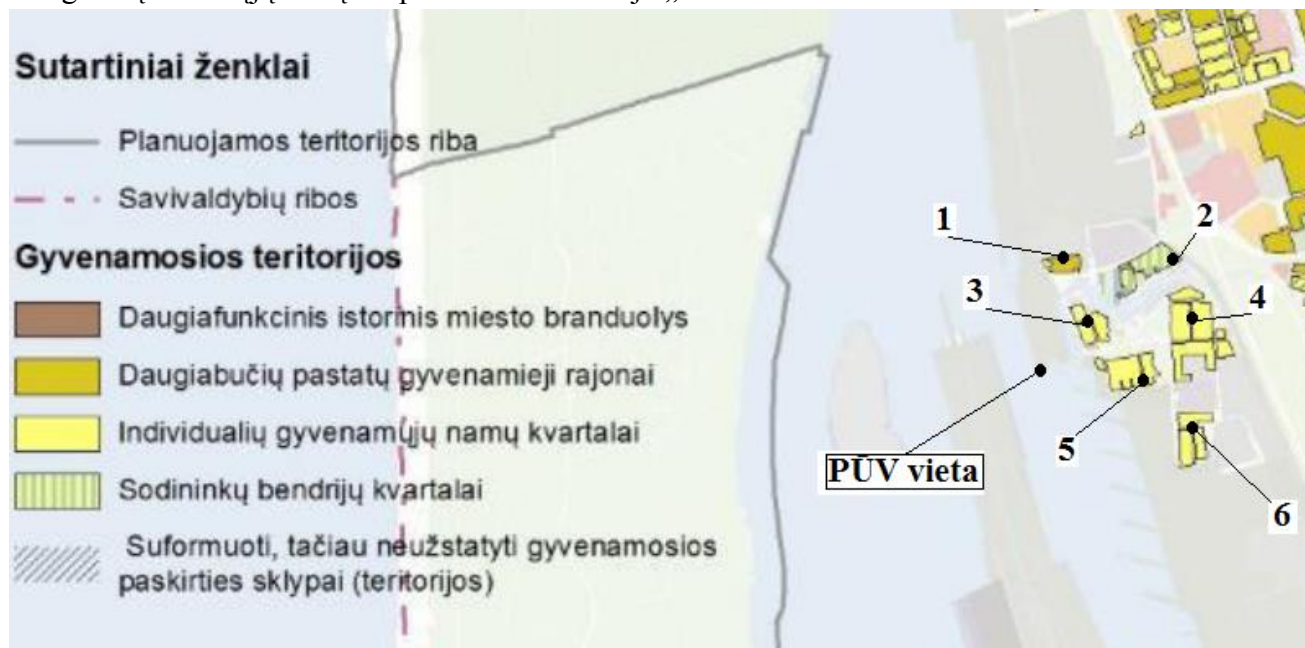 Sutartiniai ženklai
Planuojamos teritorijos riba
Savivaldybių ribos
Gyvenamosios teritorijos
Daugiafunkcinis istorinis miesto branduolys
Daugiabučių pastatų gyvenamieji rajonai
Individualių gyvenamųjų namų kvartalai
Sodininkų bendrijų kvartalai
Suformuoti, tačiau neužstatyti gyvenamosios
paskirties sklypai (teritorijos)
1
2
3
4
PŪV vieta
5
6